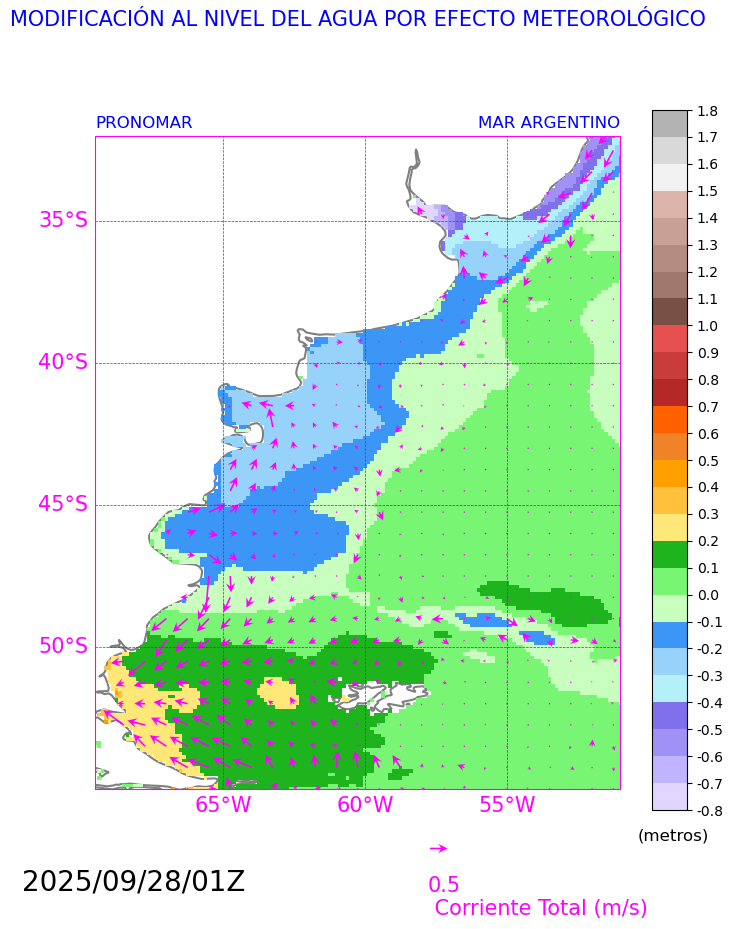 MODIFICACIÓN AL NIVEL DEL AGUA POR EFECTO METEOROLÓGICO
PRONOMAR MAR ARGENTINO
35°S
40°S
45°S
50°S
65°W 60°W 55°W
1.8
1.7
1.6
1.5
1.4
1.3
1.2
1.1
1.0
0.9
0.8
0.7
0.6
0.5
0.4
0.3
0.2
0.1
0.0
-0.1
-0.2
-0.3
-0.4
-0.5
-0.6
-0.7
-0.8
(metros)
2025/09/28/01Z
0.5
Corriente Total (m/s)